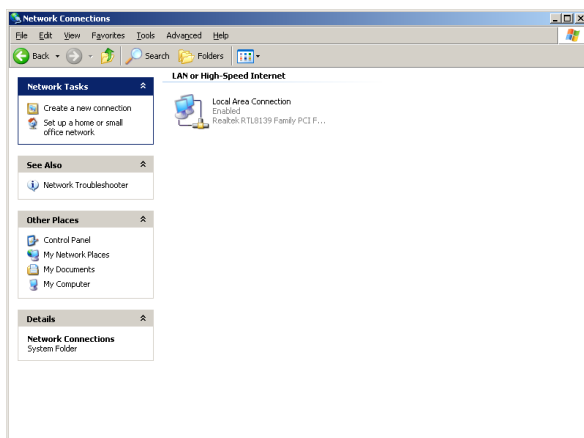 Network Connections
File Edit View Favorites Tools Advanced Help
Back Search Folders
Network Tasks
Create a new connection
Set up a home or small
office network
See Also
Network Troubleshooter
Other Places
Control Panel
My Network Places
My Documents
My Computer
Details
Network Connections
System Folder
LAN or High-Speed Internet
Local Area Connection
Enabled
Realtek RTL8139 Family PCI F...